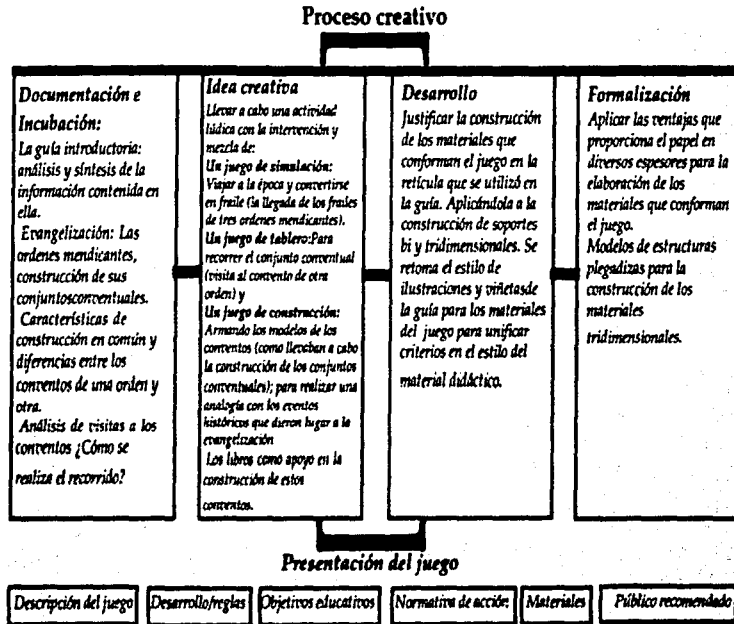 Proceso creativo
Documentación e
Incubación:
La guía introductoria:
análisis y síntesis de la
información contenida en
ella.
Evangelización: Las
ordenes mendicantes,
construcción de sus
conjuntosconventuales.
Características de
construcción en común y
diferencias entre los
conventos de una orden y
otra.
Análisis de visitas a los
conventos ¿Cómo se
realiza el recorrido?
Idea creativa
Llevar a cabo una actividad
lúdica con la intervención y
mezcla de:
Un juego de simulación:
Viajar a la época y convertirse
en fraile (la llegada de los frailes
de tres ordenes mendicantes).
Un juego de tablero:Para
recorrer el conjunto conventual
(visita al convento de otra
orden) y
Un juego de construcción:
Armando los modelos de los
conventos (como llevaban a cabo
la construcción de los conjuntos
conventuales); para realizar una
analogía con los eventos
históricos que dieron lugar a la
evangelización
Los libros como apoyo en la
construcción de estos
conventos.
Desarrollo
Justificar la construcción
de los materiales que
conforman el juego en la
retícula que se utilizó en
la guía. Aplicándola a la
construcción de soportes
bi y tridimensionales. Se
retoma el estilo de
ilustraciones y viñetasde
la guía para los materiales
del juego para unificar
criterios en el estilo del
material didáctico.
Formalización
Aplicar las ventajas que
proporciona el papel en
diversos espesores para la
elaboración de los
materiales que conforman
el juego.
Modelos de estructuras
plegadizas para la
construcción de los
materiales
tridimensionales.
Presentación del juego
Descripción del juego
Desarrollo/reglas
Objetivos educativos
Normativa de acción
Materiales
Público recomendado